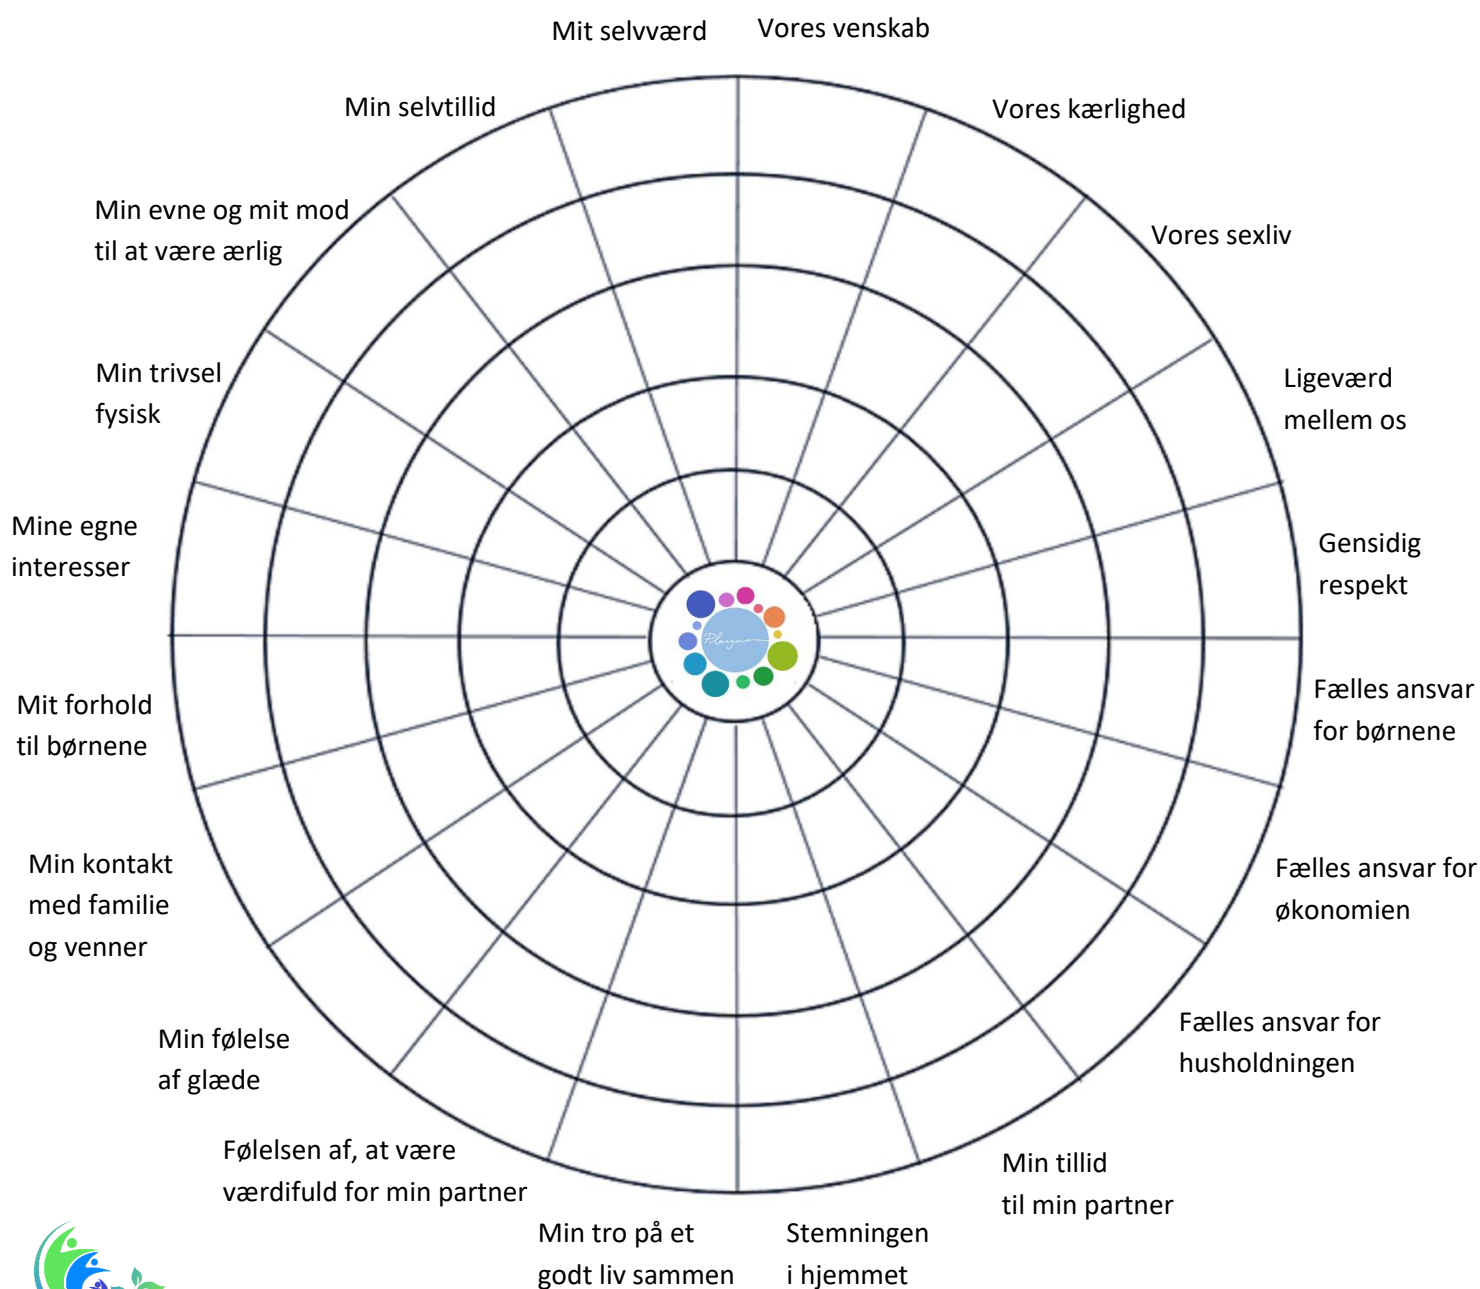 Mit selvværd
Vores venskab
Vores kærlighed
Vores sexliv
Ligeværd
mellem os
Gensidig
respekt
Fælles ansvar
for børnene
Fælles ansvar for
økonomien
Fælles ansvar for
husholdningen
Min tillid
til min partner
Stemningen
i hjemmet
Min tro på et
godt liv sammen
Følelsen af, at være
værdifuld for min partner
Min følelse
af glæde
Min kontakt
med familie
og venner
Mit forhold
til børnene
Mine egne
interesser
Min trivsel
fysisk
Min evne og mit mod
til at være ærlig
Min selvtillid